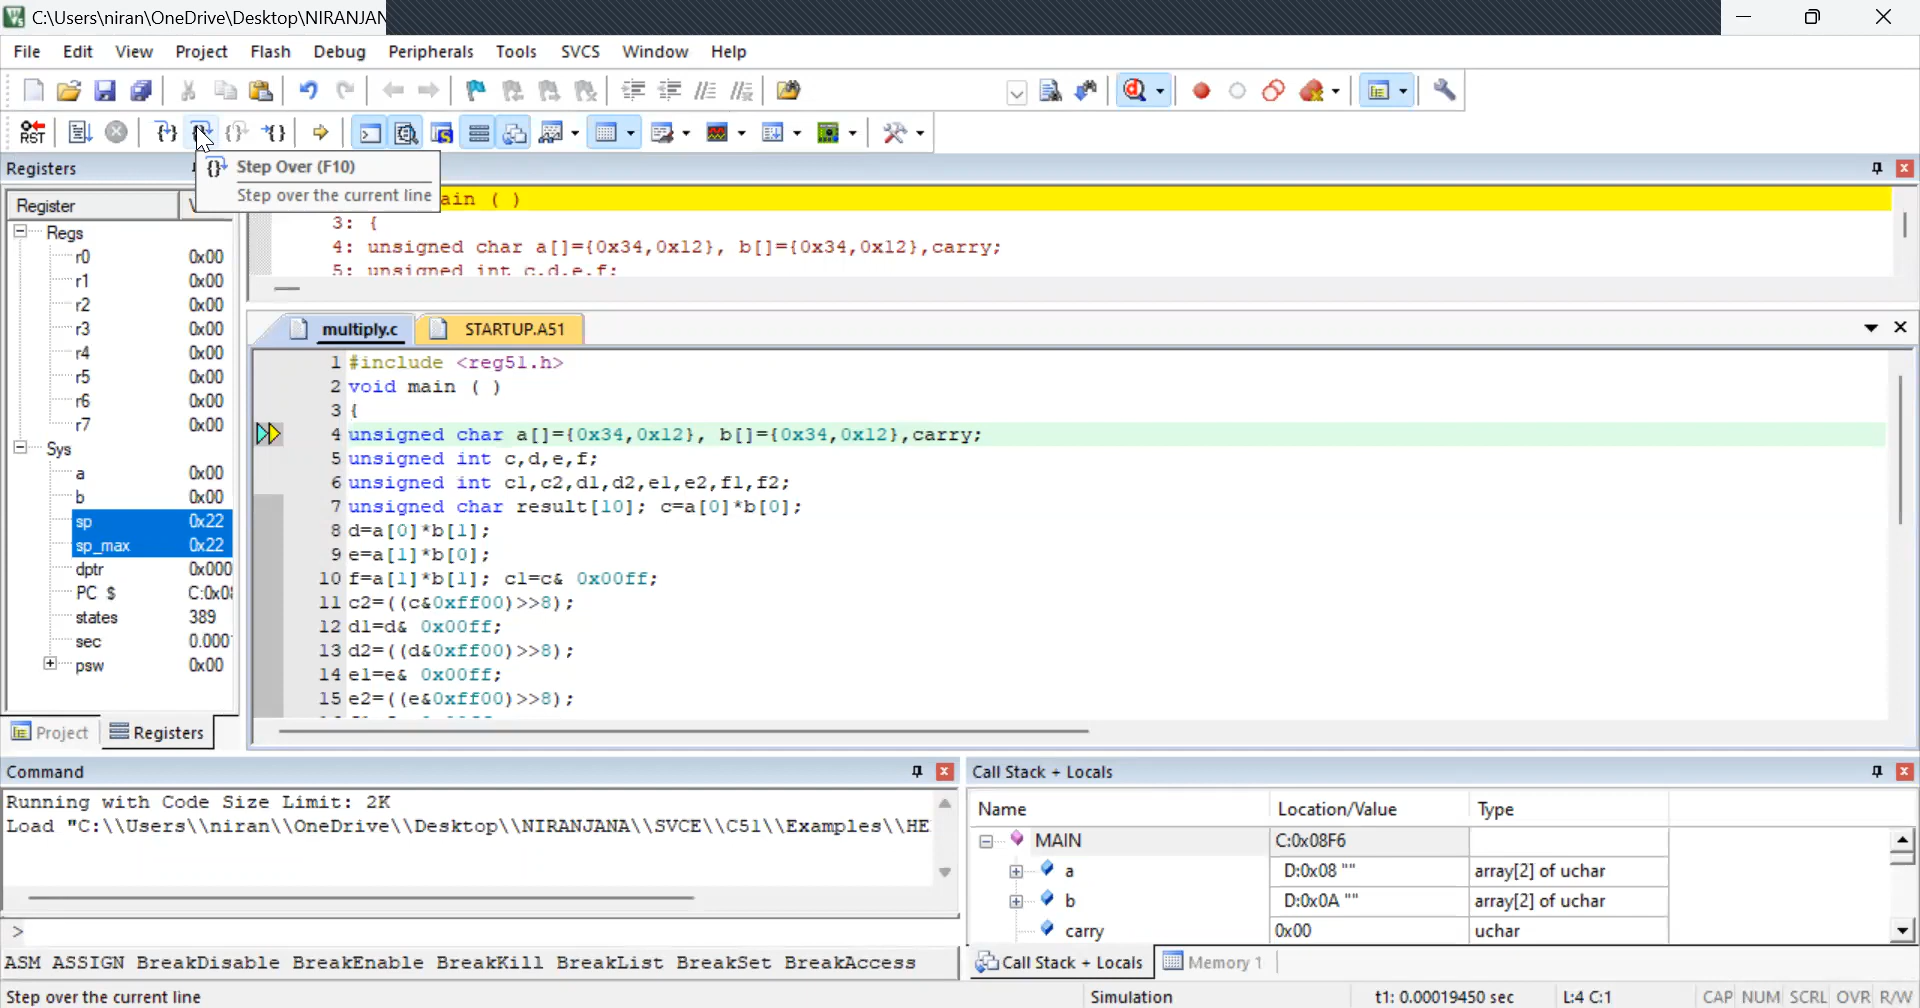 C:\Users\niran\OneDrive\Desktop\NIRANJAN
File Edit View Project Flash Debug Peripherals Tools SVCS Window Help
RST
Registers
Step Over (F10)
Step over the current line
Register
Regs
r0 0x00
r1 0x00
r2 0x00
r3 0x00
r4 0x00
r5 0x00
r6 0x00
r7 0x00
Sys
a 0x00
b 0x00
sp 0x22
sp_max 0x22
dptr 0x000
PC $ C:0x08
states 389
sec 0.000
psw 0x00
Project Registers
ain ( )
3: {
4: unsigned char a[]={0x34,0x12}, b[]={0x34,0x12},carry;
5: unsigned int c,d,e,f;
multiply.c STARTUP.A51
1 #include <reg51.h>
2 void main ( )
3 {
4 unsigned char a[]={0x34,0x12}, b[]={0x34,0x12},carry;
5 unsigned int c,d,e,f;
6 unsigned int c1,c2,d1,d2,e1,e2,f1,f2;
7 unsigned char result[10]; c=a[0]*b[0];
8 d=a[0]*b[1];
9 e=a[1]*b[0];
10 f=a[1]*b[1]; c1=c& 0x00ff;
11 c2=((c&0xff00)>>8);
12 d1=d& 0x00ff;
13 d2=((d&0xff00)>>8);
14 e1=e& 0x00ff;
15 e2=((e&0xff00)>>8);
Command
Running with Code Size Limit: 2K
Load "C:\\Users\\niran\\OneDrive\\Desktop\\NIRANJANA\\SVCE\\C51\\Examples\\HE
>
ASM ASSIGN BreakDisable BreakEnable BreakKill BreakList BreakSet BreakAccess
Call Stack + Locals
Name Location/Value Type
MAIN C:0x08F6
a D:0x08 "" array[2] of uchar
b D:0x0A "" array[2] of uchar
carry 0x00 uchar
Call Stack + Locals Memory 1
Step over the current line Simulation t1: 0.00019450 sec L:4 C:1 CAP NUM SCRL OVR R/W